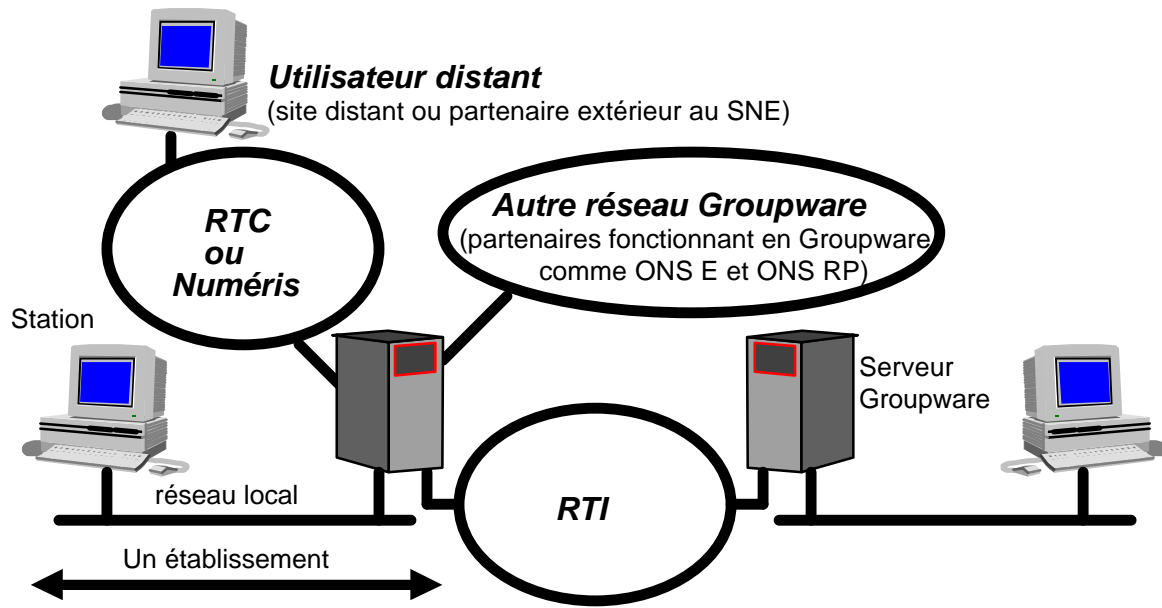 Utilisateur distant
(site distant ou partenaire extérieur au SNE)
RTC
ou
Numéris
Autre réseau Groupware
(partenaires fonctionnant en Groupware
comme ONS E et ONS RP)
Station
Serveur
Groupware
réseau local
RTI
Un établissement